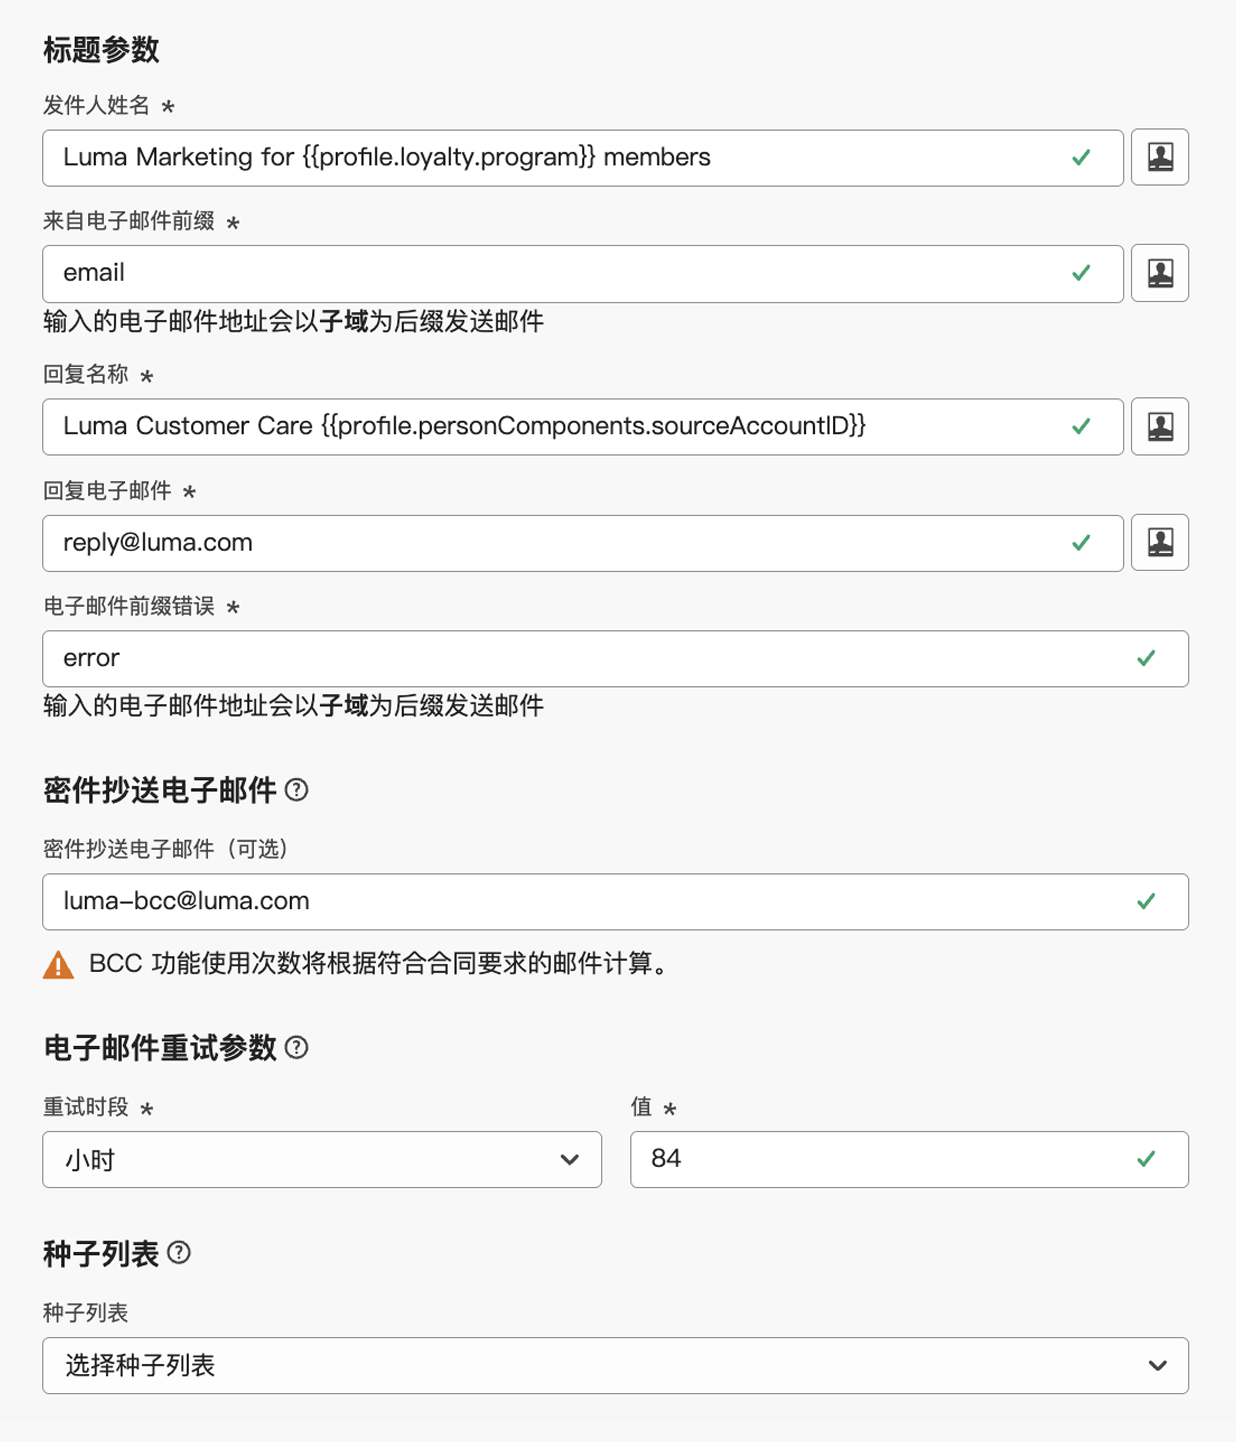 标题参数
发件人姓名 *
Luma Marketing for {{profile.loyalty.program}} members
来自电子邮件前缀 *
email
输入的电子邮件地址会以子域为后缀发送邮件
回复名称 *
Luma Customer Care {{profile.personComponents.sourceAccountID}}
回复电子邮件 *
reply@luma.com
电子邮件前缀错误 *
error
输入的电子邮件地址会以子域为后缀发送邮件
密件抄送电子邮件
密件抄送电子邮件（可选）
luma-bcc@luma.com
BCC 功能使用次数将根据符合合同要求的邮件计算。
电子邮件重试参数
重试时段 * 值 *
小时 84
种子列表
种子列表
选择种子列表